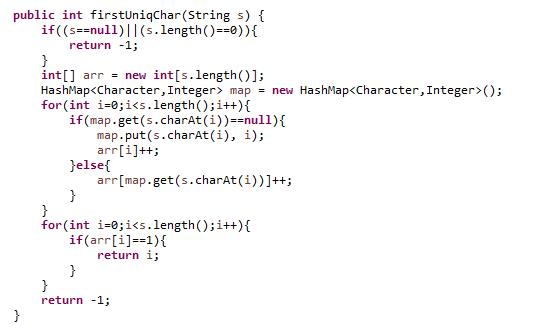 public int firstUniqChar(String s) {
    if((s==null)||(s.length()==0)){
        return -1;
    }
    int[] arr = new int[s.length()];
    HashMap<Character,Integer> map = new HashMap<Character,Integer>();
    for(int i=0;i<s.length();i++){
        if(map.get(s.charAt(i))==null){
            map.put(s.charAt(i), i);
            arr[i]++;
        }else{
            arr[map.get(s.charAt(i))]++;
        }
    }
    for(int i=0;i<s.length();i++){
        if(arr[i]==1){
            return i;
        }
    }
    return -1;
}